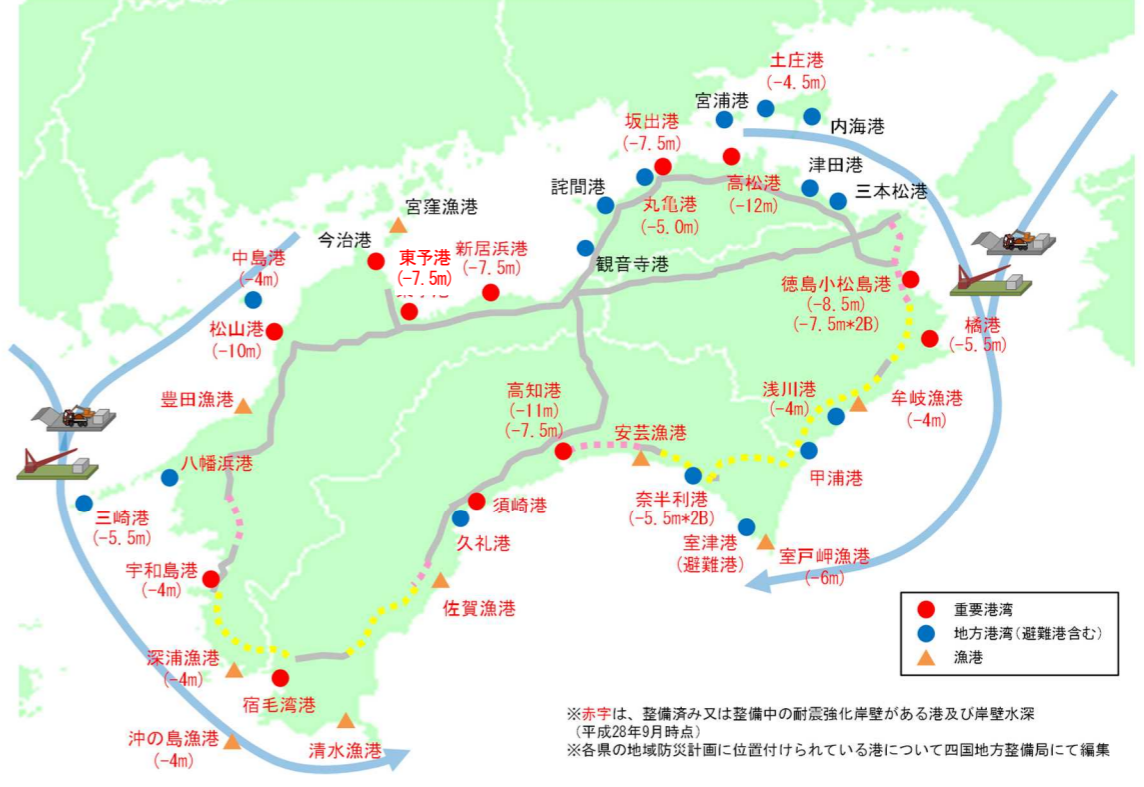 土庄港
(-4.5m)
宮浦港
内海港
坂出港
(-7.5m)
津田港
高松港
(-12m)
三本松港
詫間港
丸亀港
(-5.0m)
宮窪漁港
今治港
東予港
(-7.5m)
新居浜港
(-7.5m)
観音寺港
中島港
(-4m)
松山港
(-10m)
徳島小松島港
(-8.5m)
(-7.5m*2B)
橘港
(-5.5m)
豊田漁港
高知港
(-11m)
(-7.5m)
浅川港
(-4m)
牟岐漁港
(-4m)
安芸漁港
八幡浜港
甲浦港
三崎港
(-5.5m)
須崎港
久礼港
奈半利港
(-5.5m*2B)
室津港
(避難港)
室戸岬漁港
(-6m)
宇和島港
(-4m)
佐賀漁港
深浦漁港
(-4m)
宿毛湾港
沖の島漁港
(-4m)
清水漁港
重要港湾
地方港湾(避難港含む)
漁港
※赤字は、整備済み又は整備中の耐震強化岸壁がある港及び岸壁水深
(平成28年9月時点)
※各県の地域防災計画に位置付けられている港について四国地方整備局にて編集